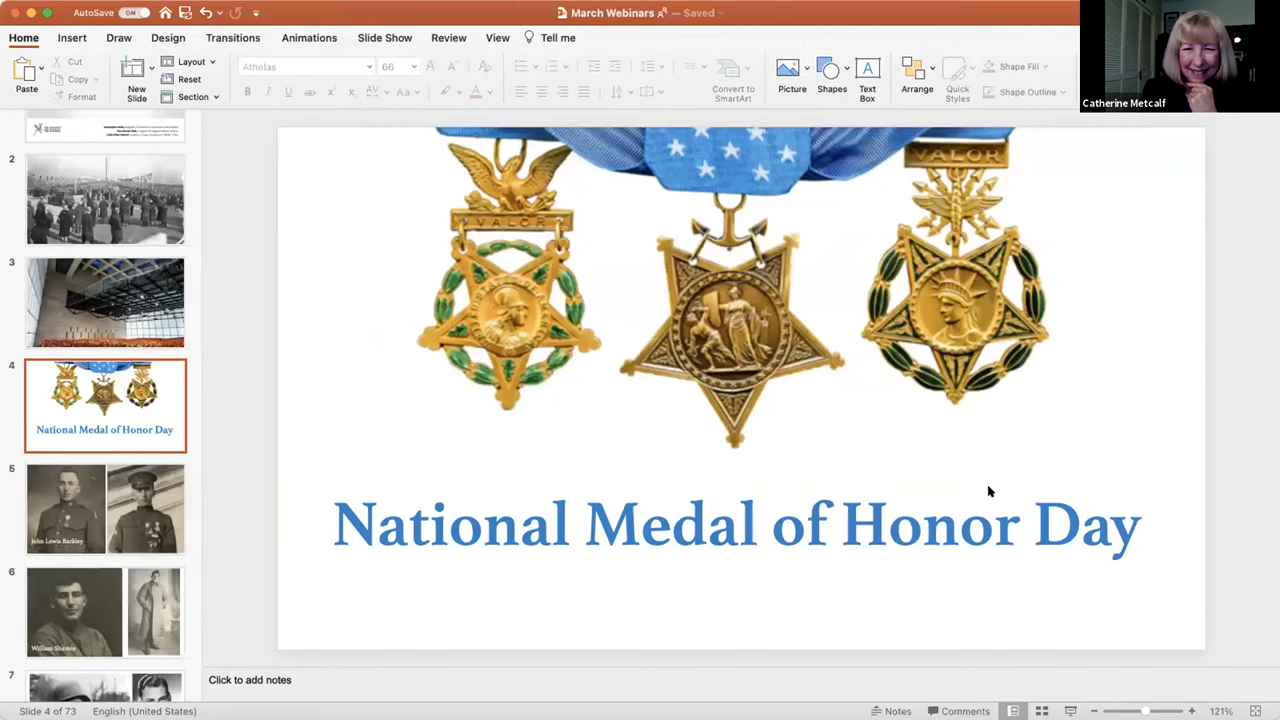 AutoSave ON
March Webinars — Saved
Home Insert Draw Design Transitions Animations Slide Show Review View Tell me
Paste
Cut
Copy
Format
New Slide
Layout
Reset
Section
Athelas 66
Convert to SmartArt
Picture
Shapes
Text Box
Arrange
Quick Styles
Shape Fill
Shape Outline
Catherine Metcalf
2
3
4
National Medal of Honor Day
5
John Lewis Barkley
6
William Shemin
7
VALOR
VALOR
National Medal of Honor Day
Click to add notes
Slide 4 of 73 English (United States) Notes Comments 121%